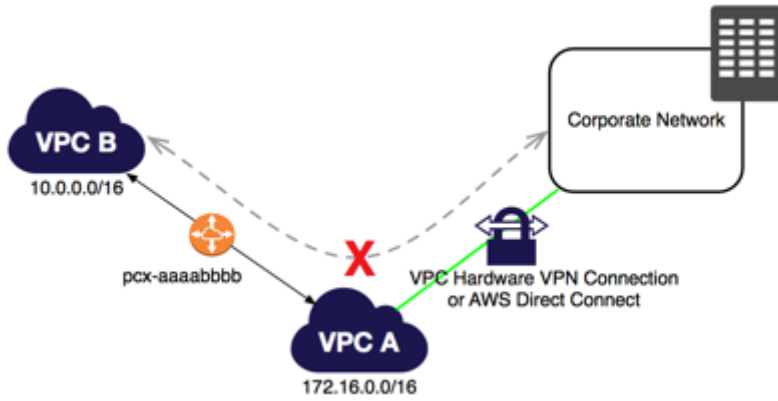 Corporate Network
VPC B
10.0.0.0/16
pcx-aaaabbbb
X
VPC Hardware VPN Connection
or AWS Direct Connect
VPC A
172.16.0.0/16